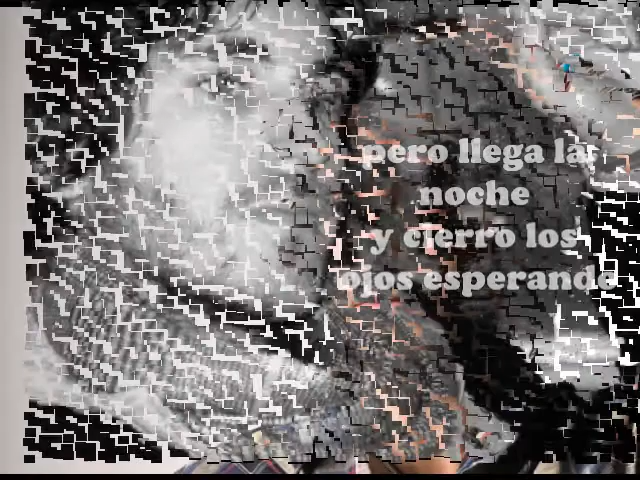 pero llega la
noche
y cierro los
ojos esperando